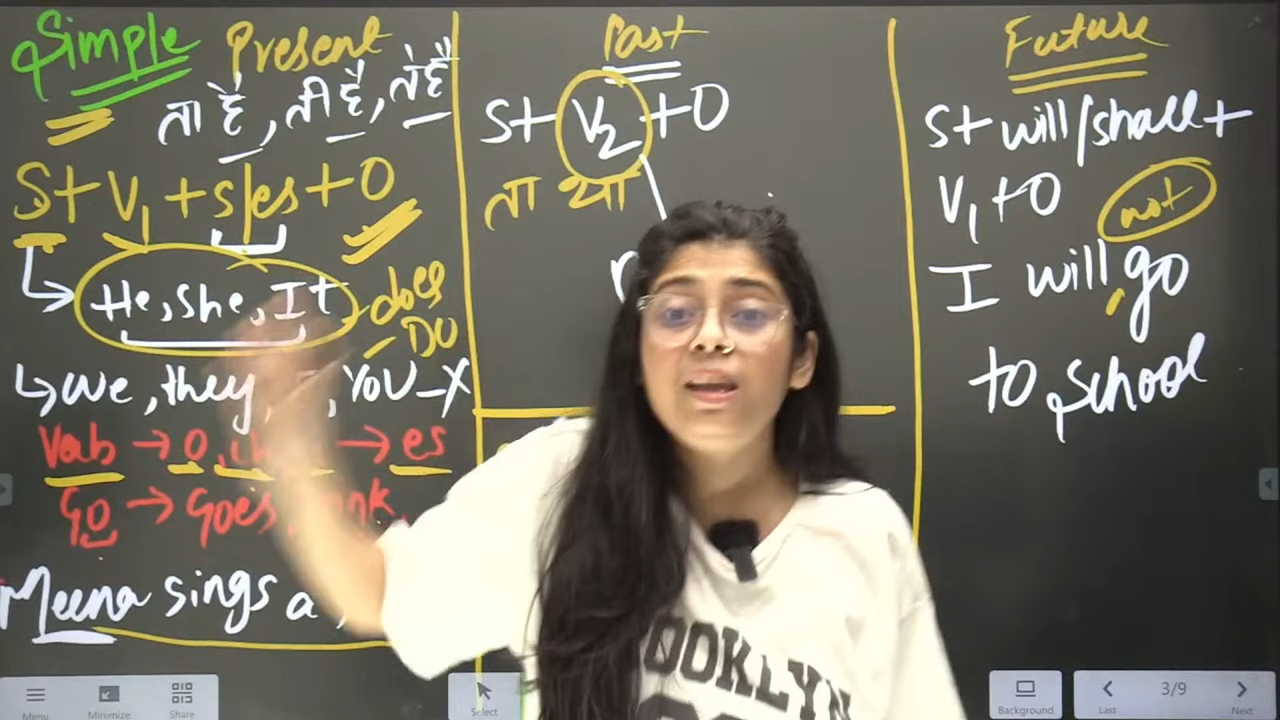 Simple Present
ता है, ती है, ते हैं
S+V1+s/es+O
He, She, It
does
DO
we, they, YOU-X
Verb → o, → es
Go → Goes,
Meena sings a
Past
S+V2+O
ता था
Future
S+will/shall+
V1+O not
I will go
to school
OOKLYN
Menu
Minimize
Share
Select
Background
Last
3/9
Next